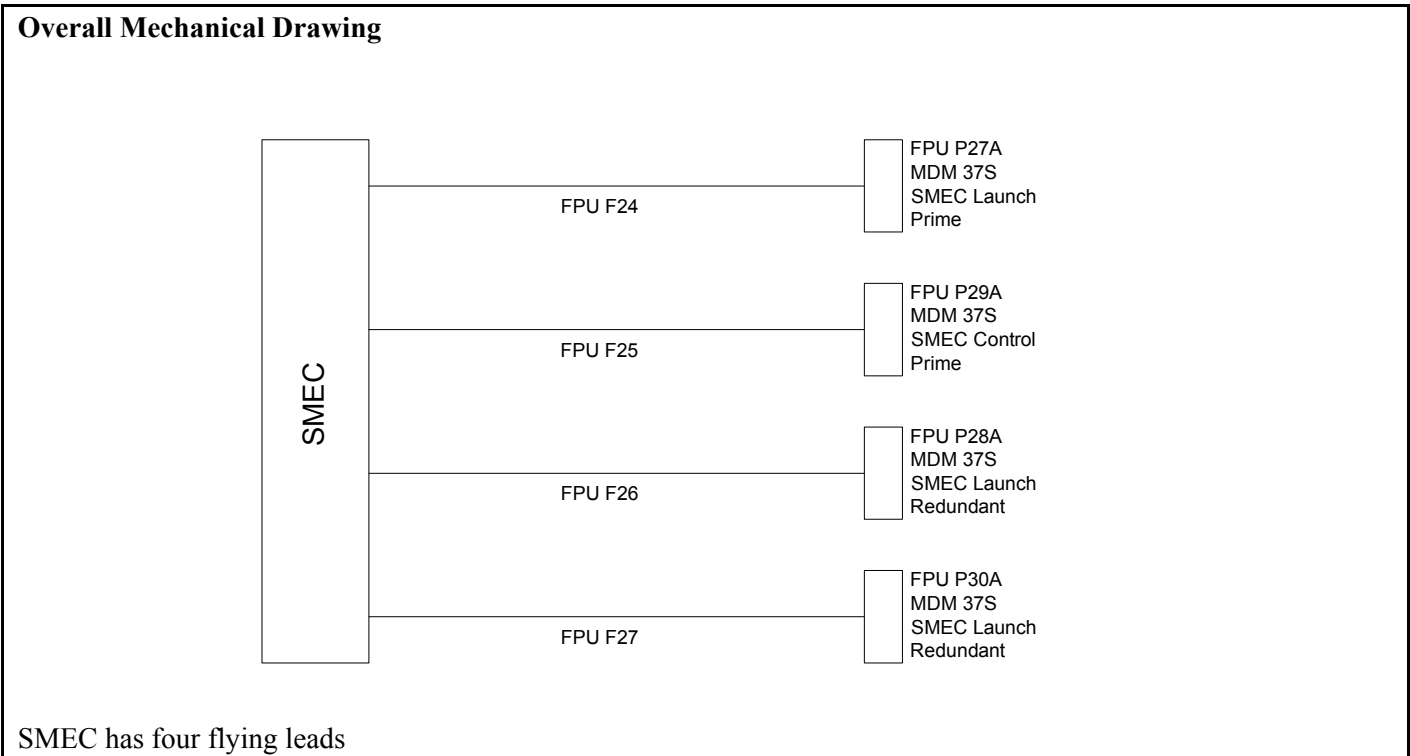 Overall Mechanical Drawing
SMEC
FPU F24
FPU P27A
MDM 37S
SMEC Launch
Prime
FPU F25
FPU P29A
MDM 37S
SMEC Control
Prime
FPU F26
FPU P28A
MDM 37S
SMEC Launch
Redundant
FPU F27
FPU P30A
MDM 37S
SMEC Launch
Redundant
SMEC has four flying leads